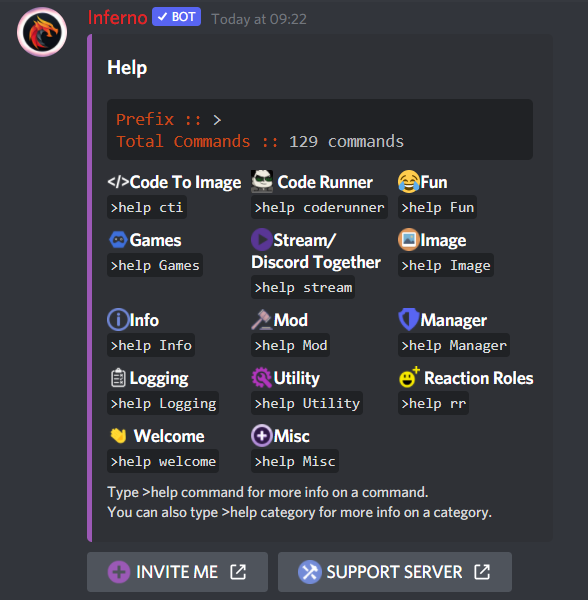 Inferno ✓ BOT Today at 09:22
Help
Prefix :: >
Total Commands :: 129 commands
</>Code To Image Code Runner Fun
>help cti >help coderunner >help Fun
Games Stream/ Image
Discord Together
>help Games >help stream >help Image
Info Mod Manager
>help Info >help Mod >help Manager
Logging Utility Reaction Roles
>help Logging >help Utility >help rr
Welcome Misc
>help welcome >help Misc
Type >help command for more info on a command.
You can also type >help category for more info on a category.
INVITE ME SUPPORT SERVER